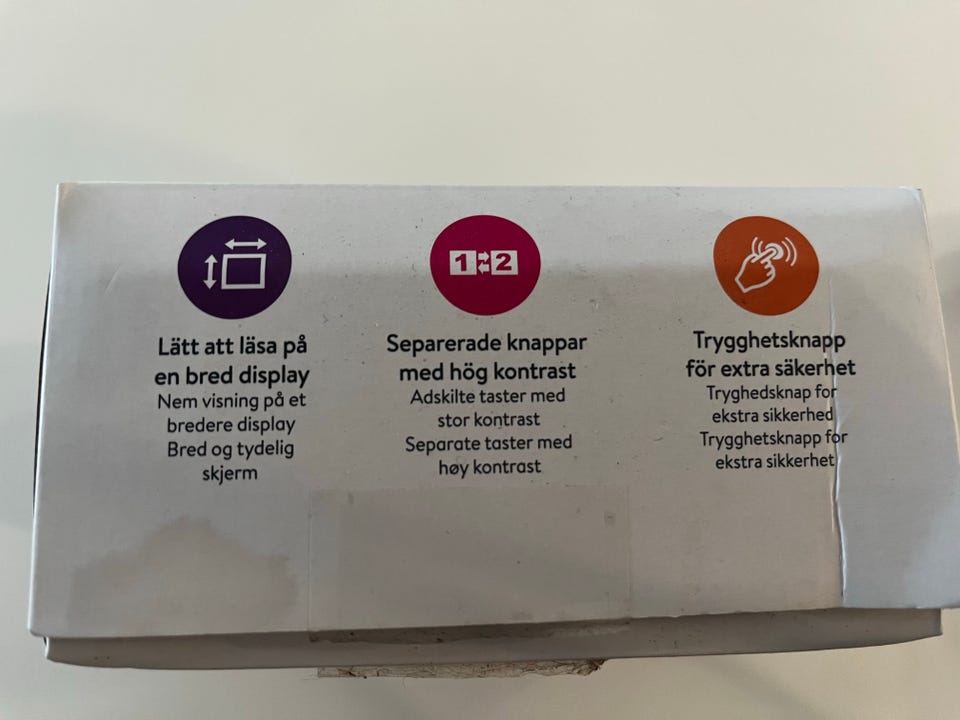 1 2
Lätt att läsa på
en bred display
Nem visning på et
bredere display
Bred og tydelig
skjerm
Separerade knappar
med hög kontrast
Adskilte taster med
stor kontrast
Separate taster med
høy kontrast
Trygghetsknapp
för extra säkerhet
Tryghedsknap for
ekstra sikkerhed
Trygghetsknapp for
ekstra sikkerhet